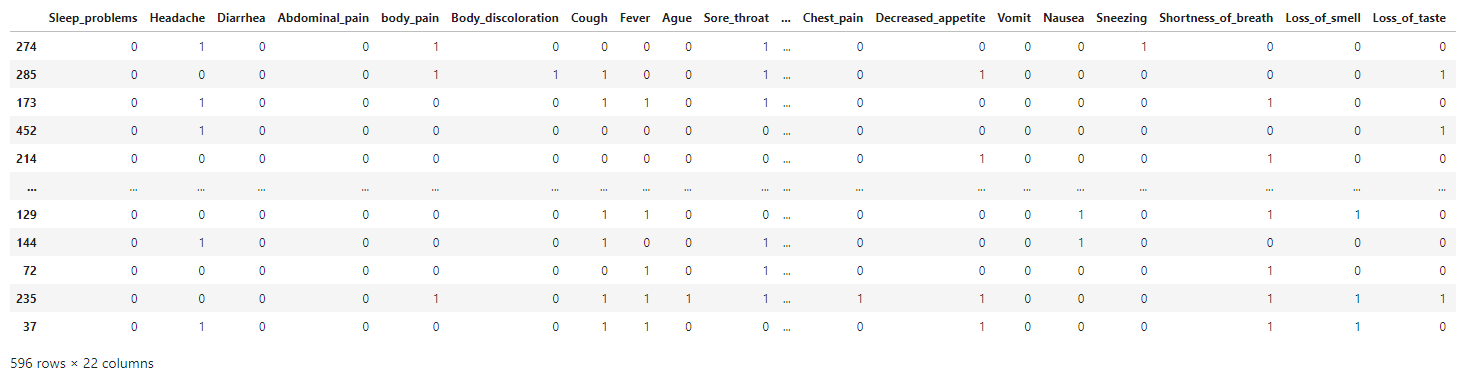 Sleep_problems Headache Diarrhea Abdominal_pain body_pain Body_discoloration Cough Fever Ague Sore_throat ... Chest_pain Decreased_appetite Vomit Nausea Sneezing Shortness_of_breath Loss_of_smell Loss_of_taste
274 0 1 0 0 1 0 0 0 0 1 ... 0 0 0 0 1 0 0 0
285 0 0 0 0 1 1 1 0 0 1 ... 0 1 0 0 0 0 0 1
173 0 1 0 0 0 0 1 1 0 1 ... 0 0 0 0 0 1 0 0
452 0 1 0 0 0 0 0 0 0 0 ... 0 0 0 0 0 0 0 1
214 0 0 0 0 0 0 0 0 0 0 ... 0 1 0 0 0 1 0 0
... ... ... ... ... ... ... ... ... ... ... ... ... ... ... ... ... ... ... ...
129 0 0 0 0 0 0 1 1 0 0 ... 0 0 0 1 0 1 1 0
144 0 1 0 0 0 0 1 0 0 1 ... 0 0 0 1 0 0 0 0
72 0 0 0 0 0 0 0 1 0 1 ... 0 0 0 0 0 1 0 0
235 0 0 0 0 1 0 1 1 1 1 ... 1 1 0 0 0 1 1 1
37 0 1 0 0 0 0 1 1 0 0 ... 0 1 0 0 0 1 1 0
596 rows × 22 columns